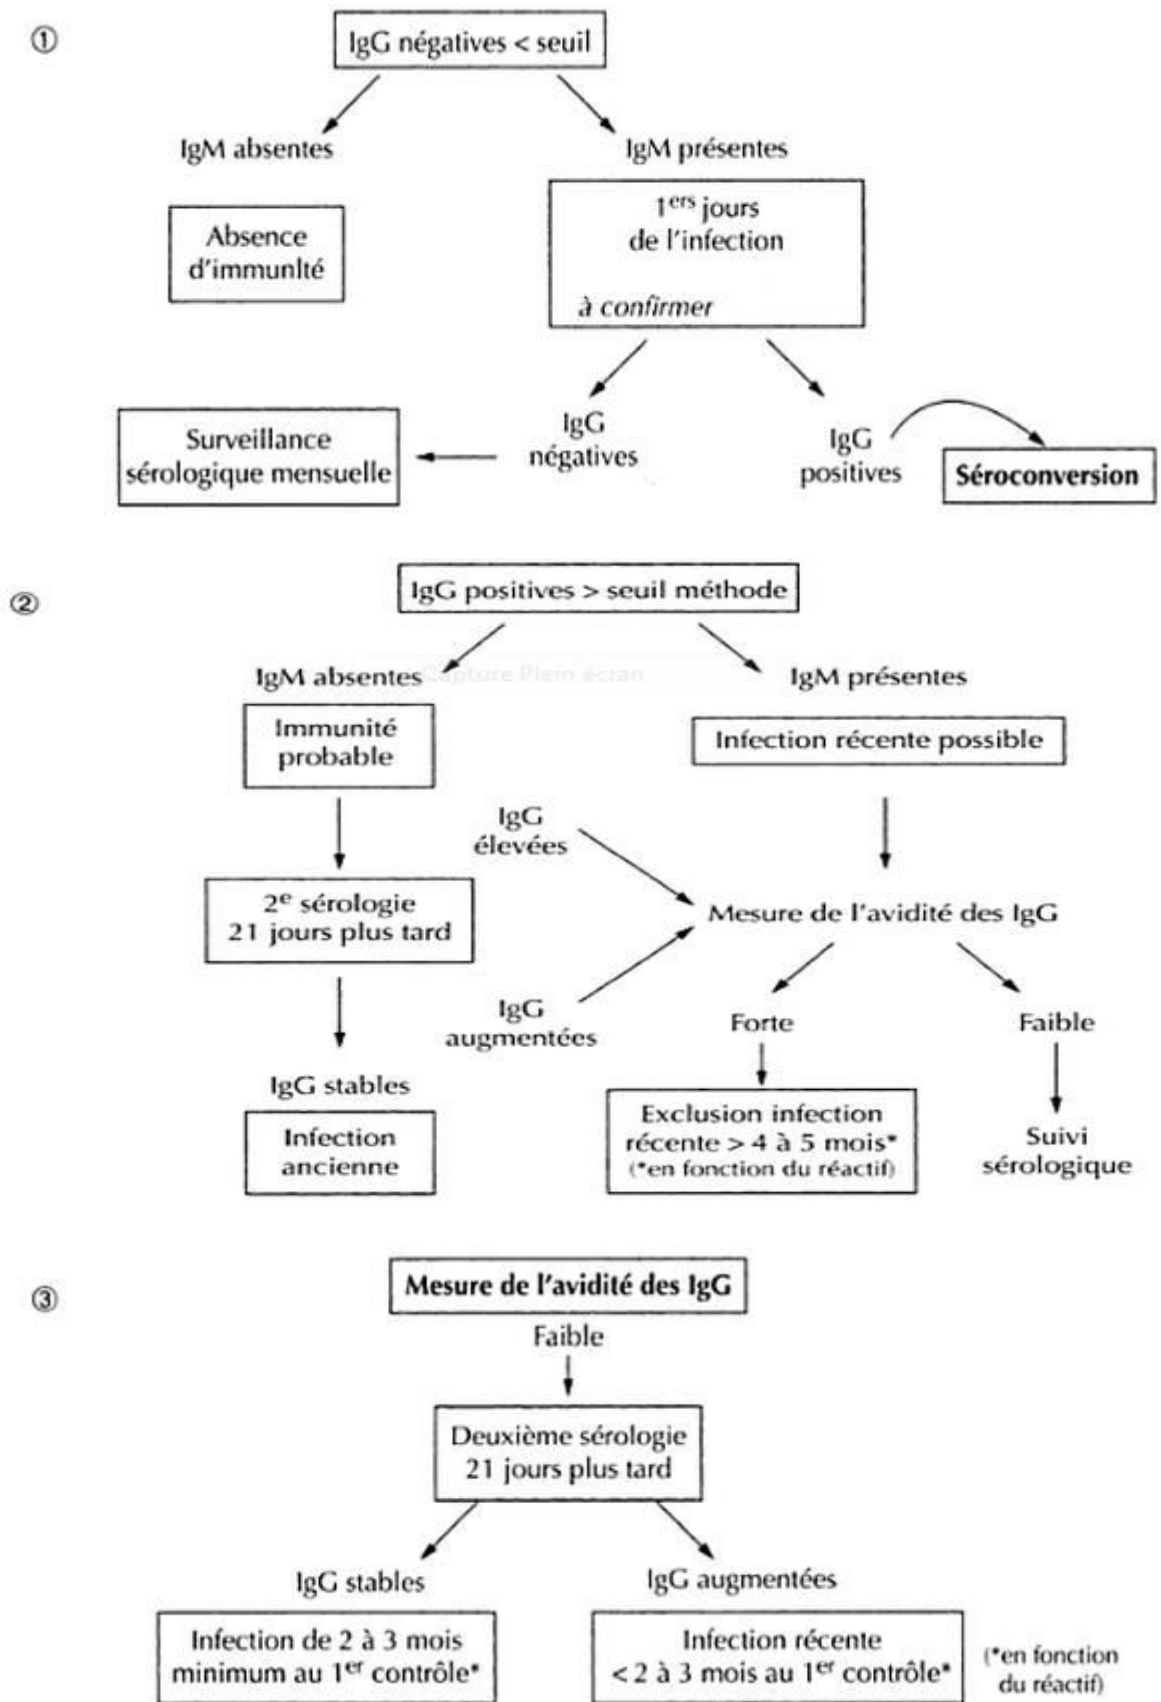 ①
IgG négatives < seuil
IgM absentes
IgM présentes
Absence
d'immunité
1ers jours
de l'infection
à confirmer
Surveillance
sérologique mensuelle
IgG
négatives
IgG
positives
Séroconversion
②
IgG positives > seuil méthode
Capture Plein écran
IgM absentes
IgM présentes
Immunité
probable
Infection récente possible
IgG
élevées
2e sérologie
21 jours plus tard
Mesure de l'avidité des IgG
IgG
augmentées
Forte
Faible
IgG stables
Infection
ancienne
Exclusion infection
récente > 4 à 5 mois*
(*en fonction du réactif)
Suivi
sérologique
③
Mesure de l'avidité des IgG
Faible
Deuxième sérologie
21 jours plus tard
IgG stables
IgG augmentées
Infection de 2 à 3 mois
minimum au 1er contrôle*
Infection récente
< 2 à 3 mois au 1er contrôle*
(*en fonction
du réactif)